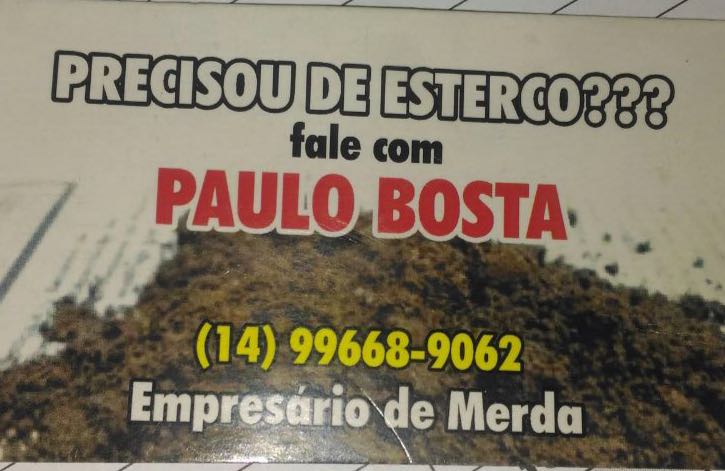 PRECISOU DE ESTERCO???
fale com
PAULO BOSTA
(14) 99668-9062
Empresário de Merda